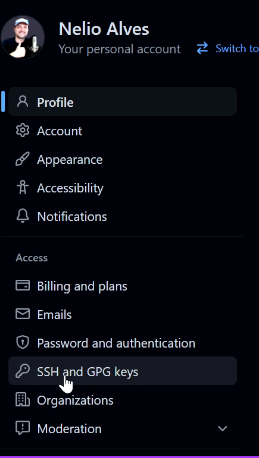 Nelio Alves
Your personal account
Switch to
Profile
Account
Appearance
Accessibility
Notifications
Access
Billing and plans
Emails
Password and authentication
SSH and GPG keys
Organizations
Moderation